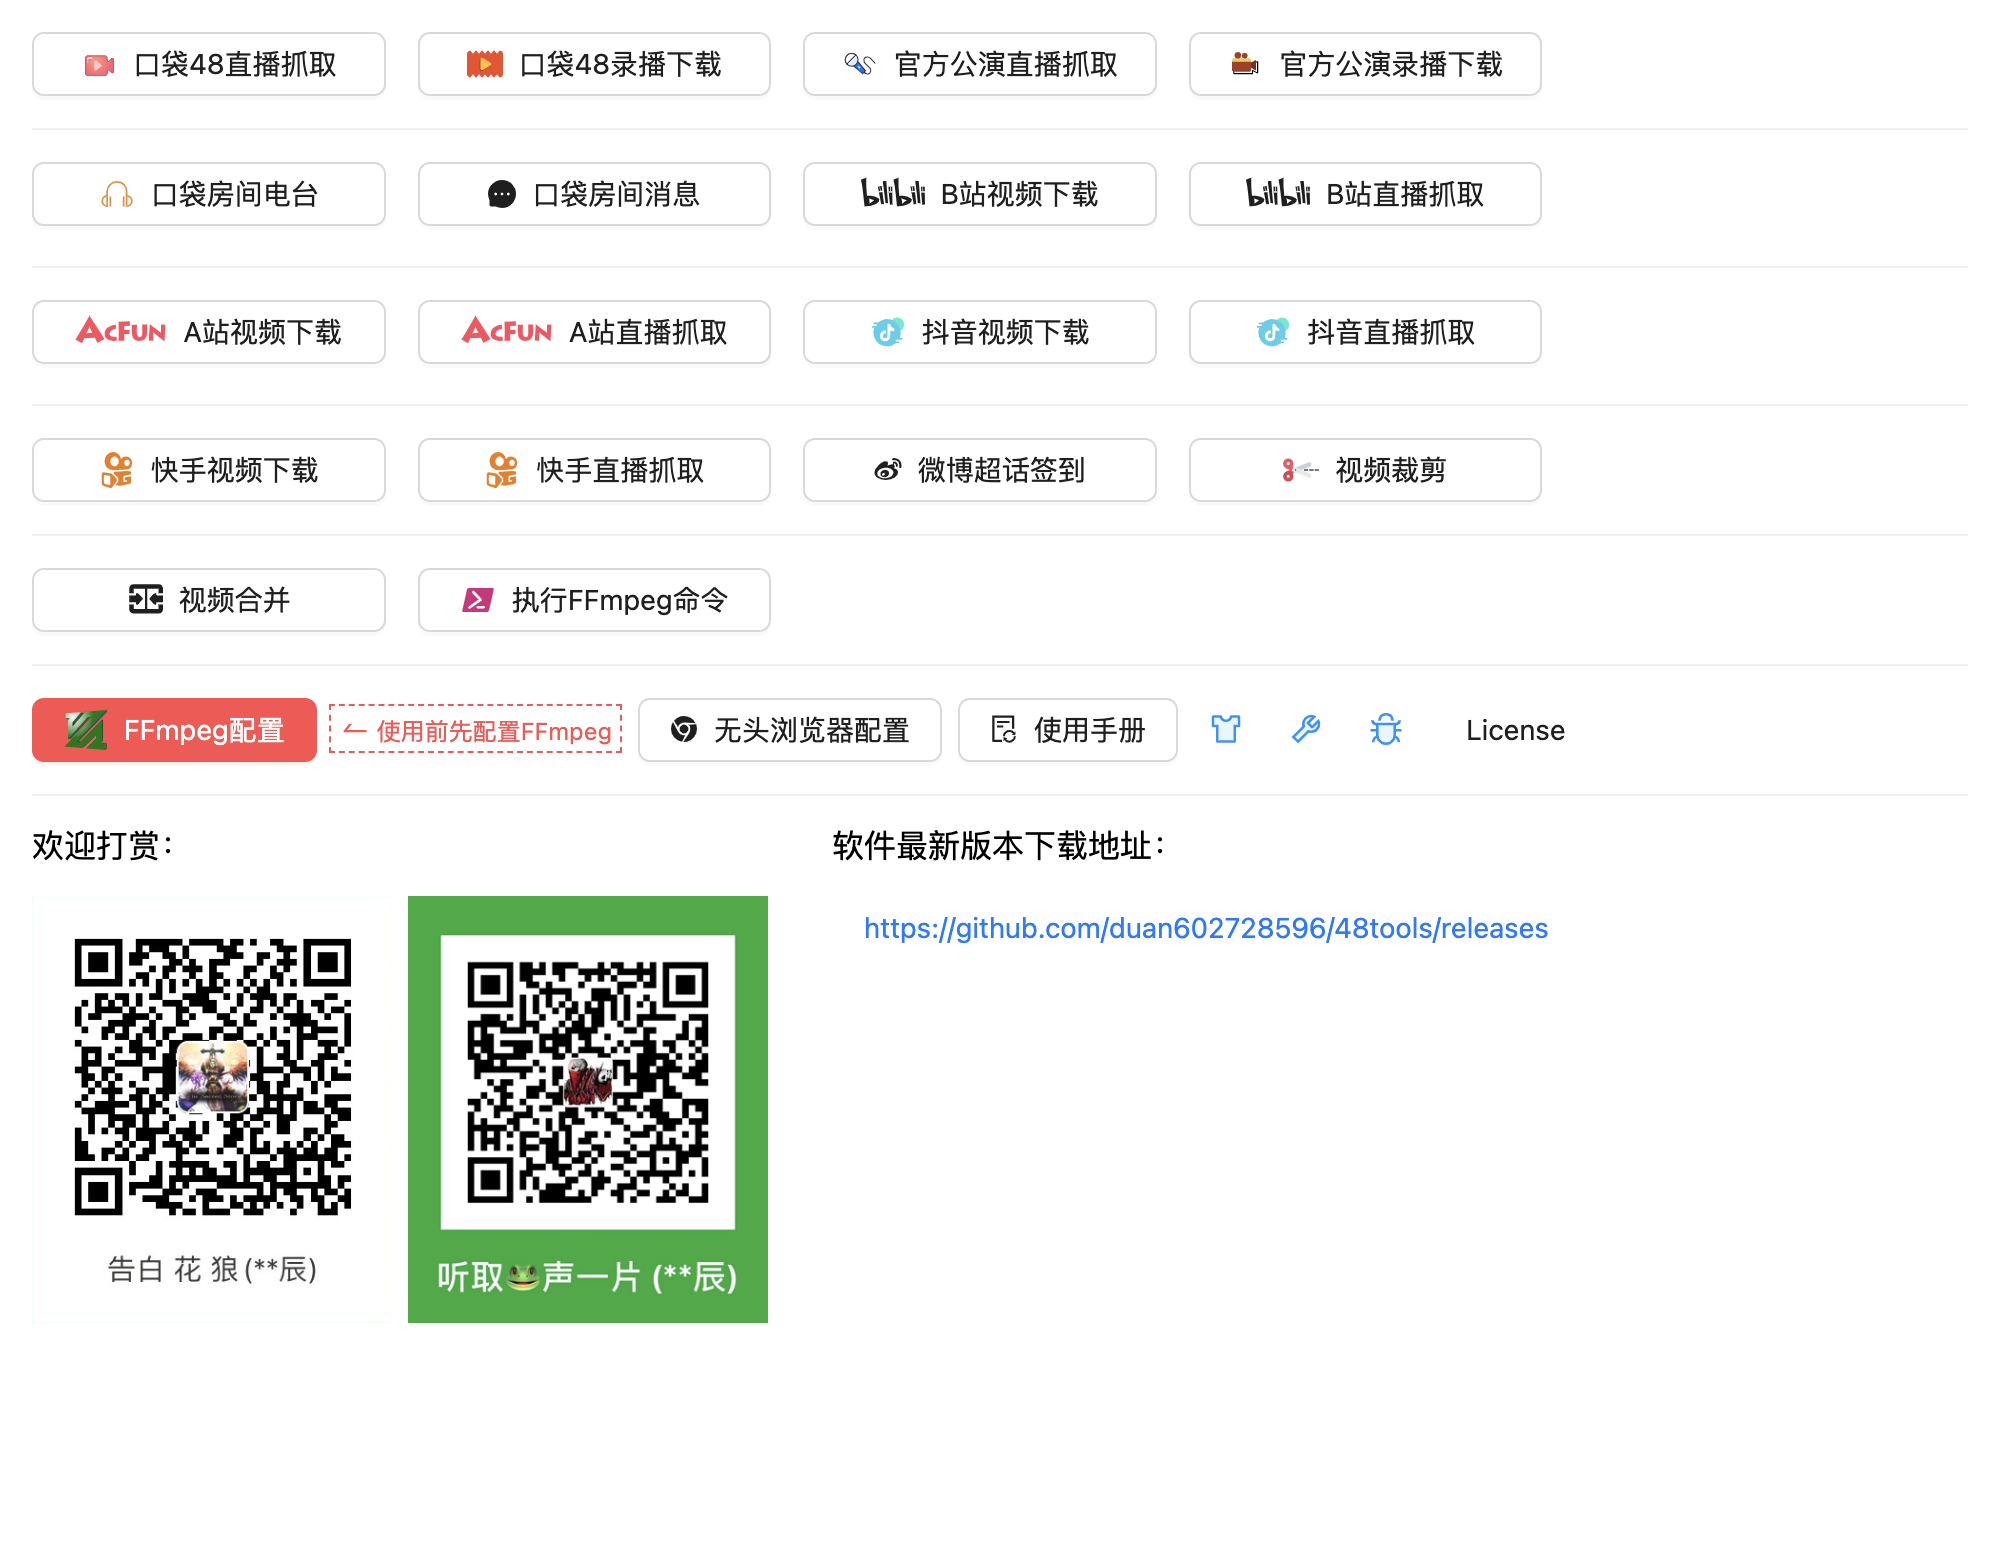 口袋48直播抓取
口袋48录播下载
官方公演直播抓取
官方公演录播下载
口袋房间电台
口袋房间消息
bilibili B站视频下载
bilibili B站直播抓取
AcFun A站视频下载
AcFun A站直播抓取
抖音视频下载
抖音直播抓取
快手视频下载
快手直播抓取
微博超话签到
视频裁剪
视频合并
执行FFmpeg命令
FFmpeg配置
使用前先配置FFmpeg
无头浏览器配置
使用手册
License
欢迎打赏：
告白 花 狼(**辰)
听取🐸声一片 (**辰)
软件最新版本下载地址：
https://github.com/duan602728596/48tools/releases